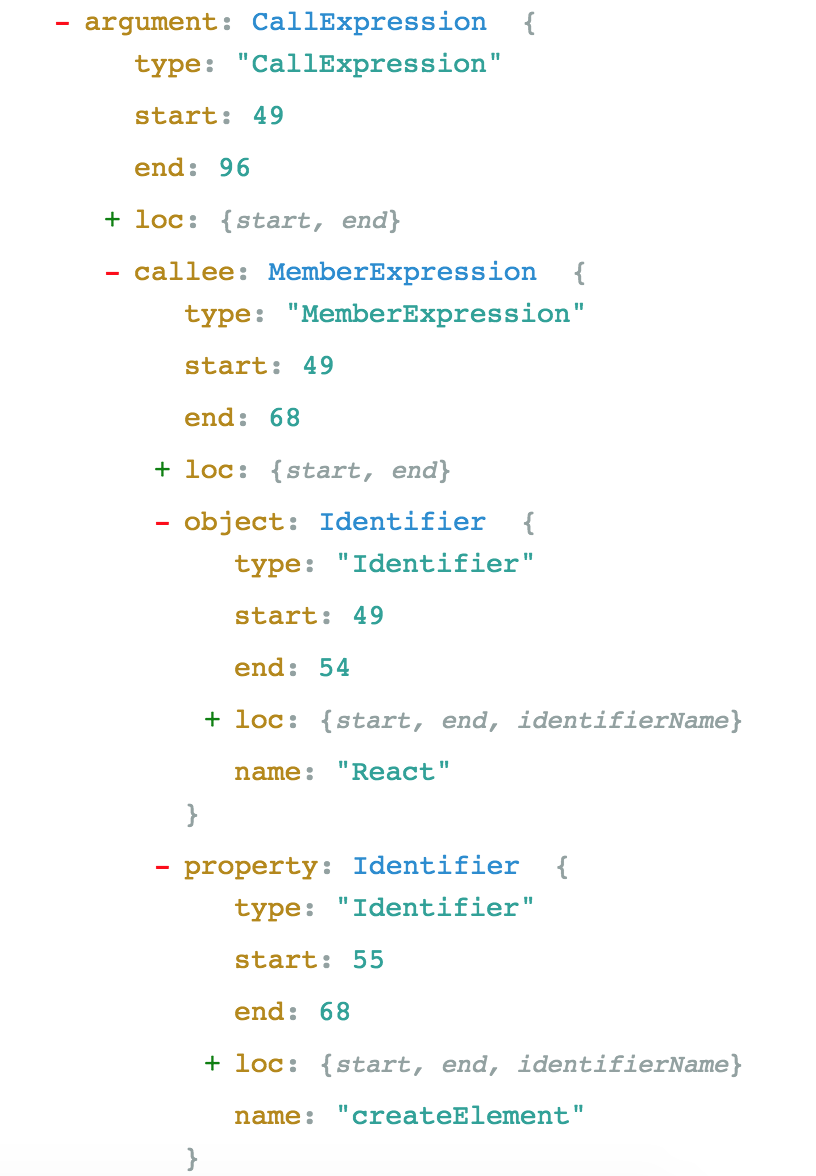 - argument: CallExpression {
type: "CallExpression"
start: 49
end: 96
+ loc: {start, end}
- callee: MemberExpression {
type: "MemberExpression"
start: 49
end: 68
+ loc: {start, end}
- object: Identifier {
type: "Identifier"
start: 49
end: 54
+ loc: {start, end, identifierName}
name: "React"
}
- property: Identifier {
type: "Identifier"
start: 55
end: 68
+ loc: {start, end, identifierName}
name: "createElement"
}